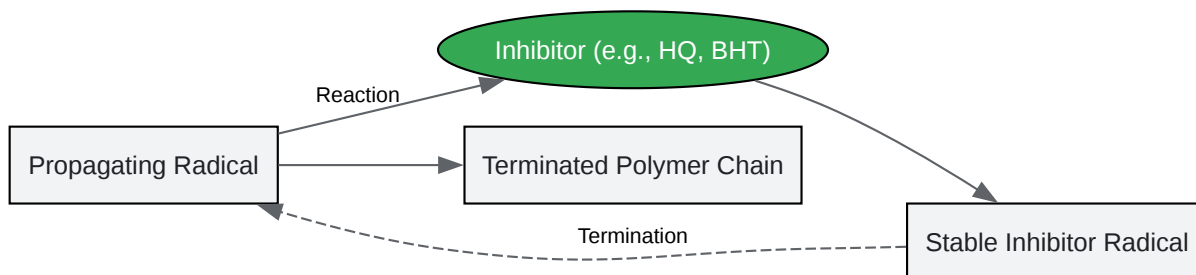 Inhibitor (e.g., HQ, BHT)
Reaction
Propagating Radical
Terminated Polymer Chain
Termination
Stable Inhibitor Radical